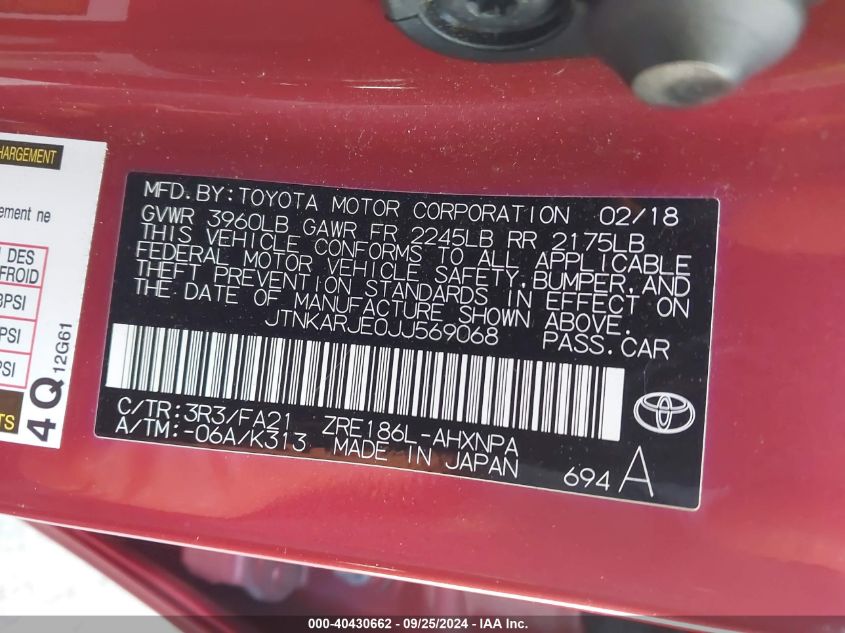 HARGEMENT
ement ne
DES
FROID
PSI
PSI
PSI
TS
4Q 12G61
MFD.BY:TOYOTA MOTOR CORPORATION 02/18
GVWR 3960LB GAWR FR 2245LB RR 2175LB
THIS VEHICLE CONFORMS TO ALL APPLICABLE
FEDERAL MOTOR VEHICLE SAFETY,BUMPER,AND
THEFT PREVENTION STANDARDS IN EFFECT ON
THE DATE OF MANUFACTURE SHOWN ABOVE.
JTNKARJE0JJ569068 PASS.CAR
C/TR:3R3/FA21 ZRE186L-AHXNPA
A/TM:-06A/K313 MADE IN JAPAN
694 A
000-40430662 - 09/25/2024 - IAA Inc.